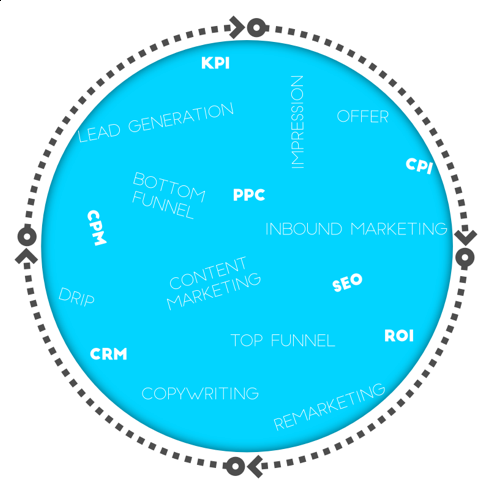 KPI
IMPRESSION
LEAD GENERATION
OFFER
CPI
BOTTOM
FUNNEL
PPC
CPM
INBOUND MARKETING
CONTENT
MARKETING
SEO
DRIP
TOP FUNNEL
ROI
CRM
COPYWRITING
REMARKETING